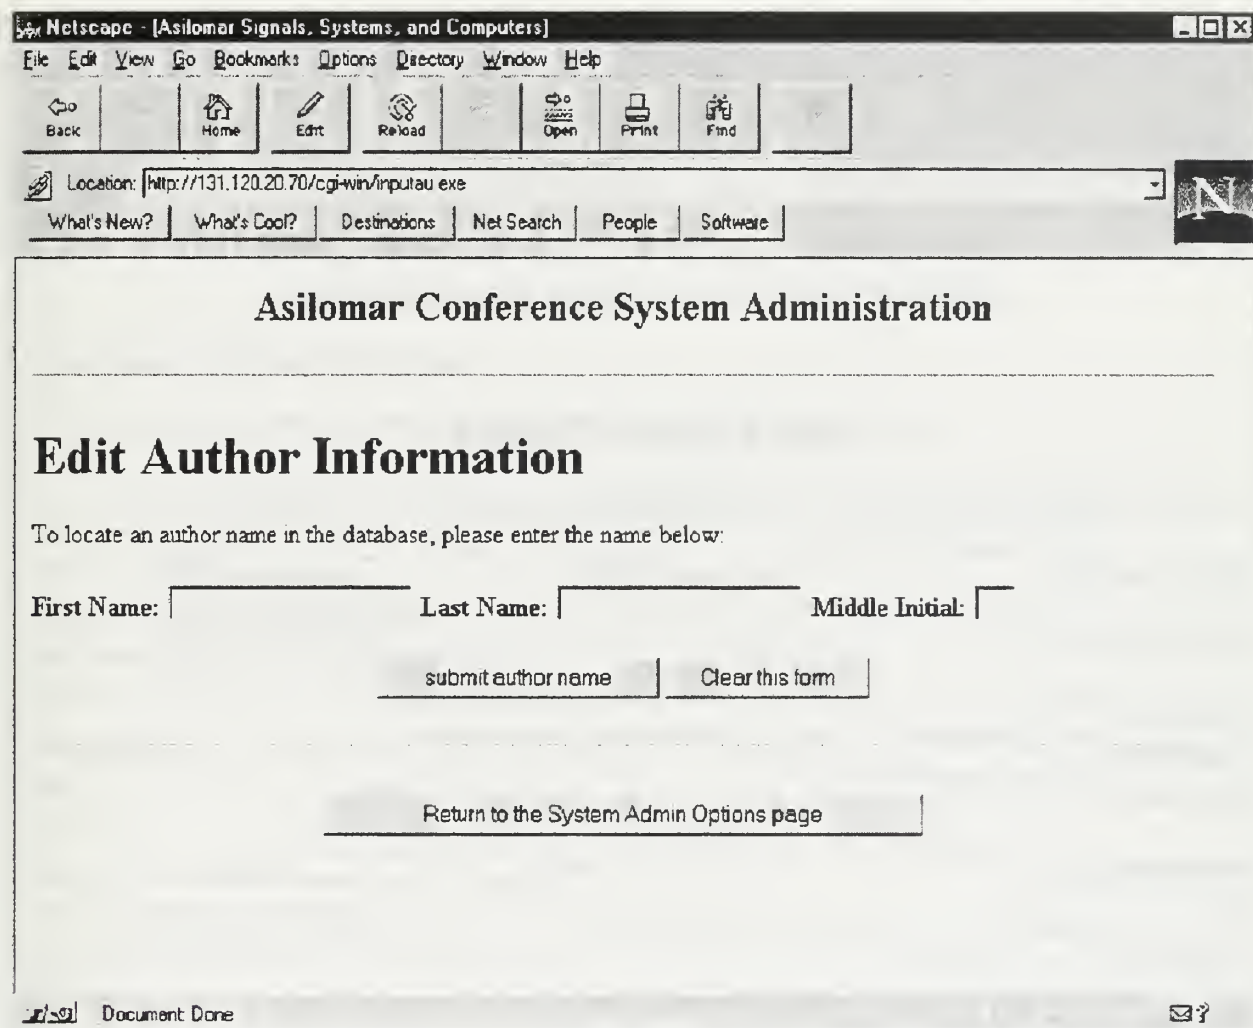 Netscape - [Asilomar Signals, Systems, and Computers]
File Edit View Go Bookmarks Options Directory Window Help
Back Home Edit Reload Open Print Find
Location: http://131.120.20.70/cgi-win/inputau.exe
N
What's New? What's Cool? Destinations Net Search People Software
Asilomar Conference System Administration
Edit Author Information
To locate an author name in the database, please enter the name below:
First Name: Last Name: Middle Initial:
submit author name Clear this form
Return to the System Admin Options page
Document: Done